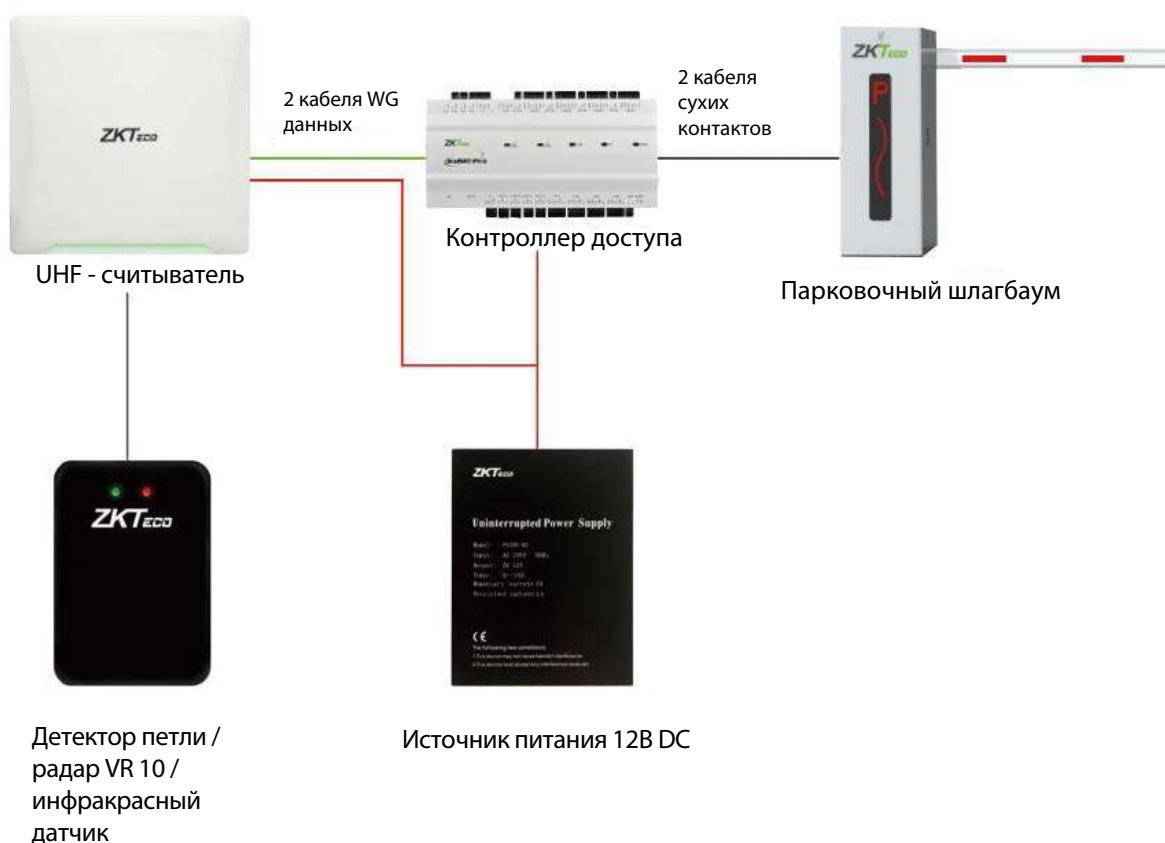 ZKTECO
2 кабеля WG
данных
ZKTECO
2 кабеля
сухих
контактов
ZKTECO
P
Контроллер доступа
UHF - считыватель
Парковочный шлагбаум
ZKTECO
ZKTECO
Uninterrupted Power Supply
CE
Детектор петли /
радар VR 10 /
инфракрасный
датчик
Источник питания 12В DC